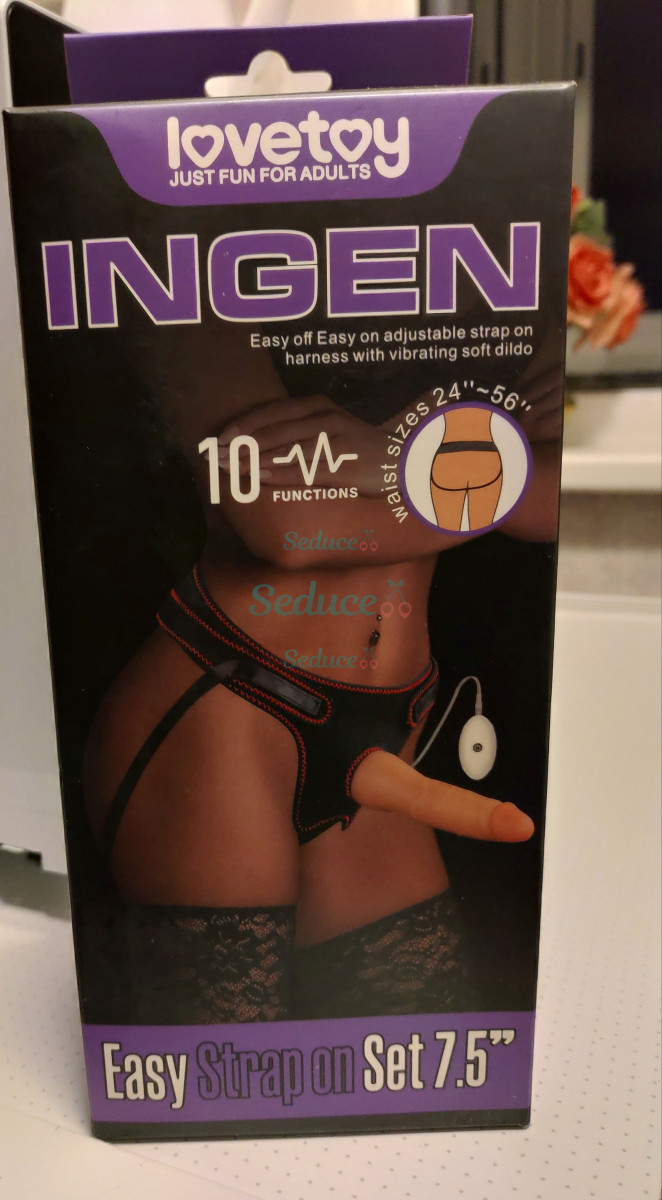 lovetoy
JUST FUN FOR ADULTS
INGEN
Easy off Easy on adjustable strap on
harness with vibrating soft dildo
10
FUNCTIONS
waist sizes 24''~56''
Seduce
Seduce
Seduce
Easy Strap on Set 7.5”